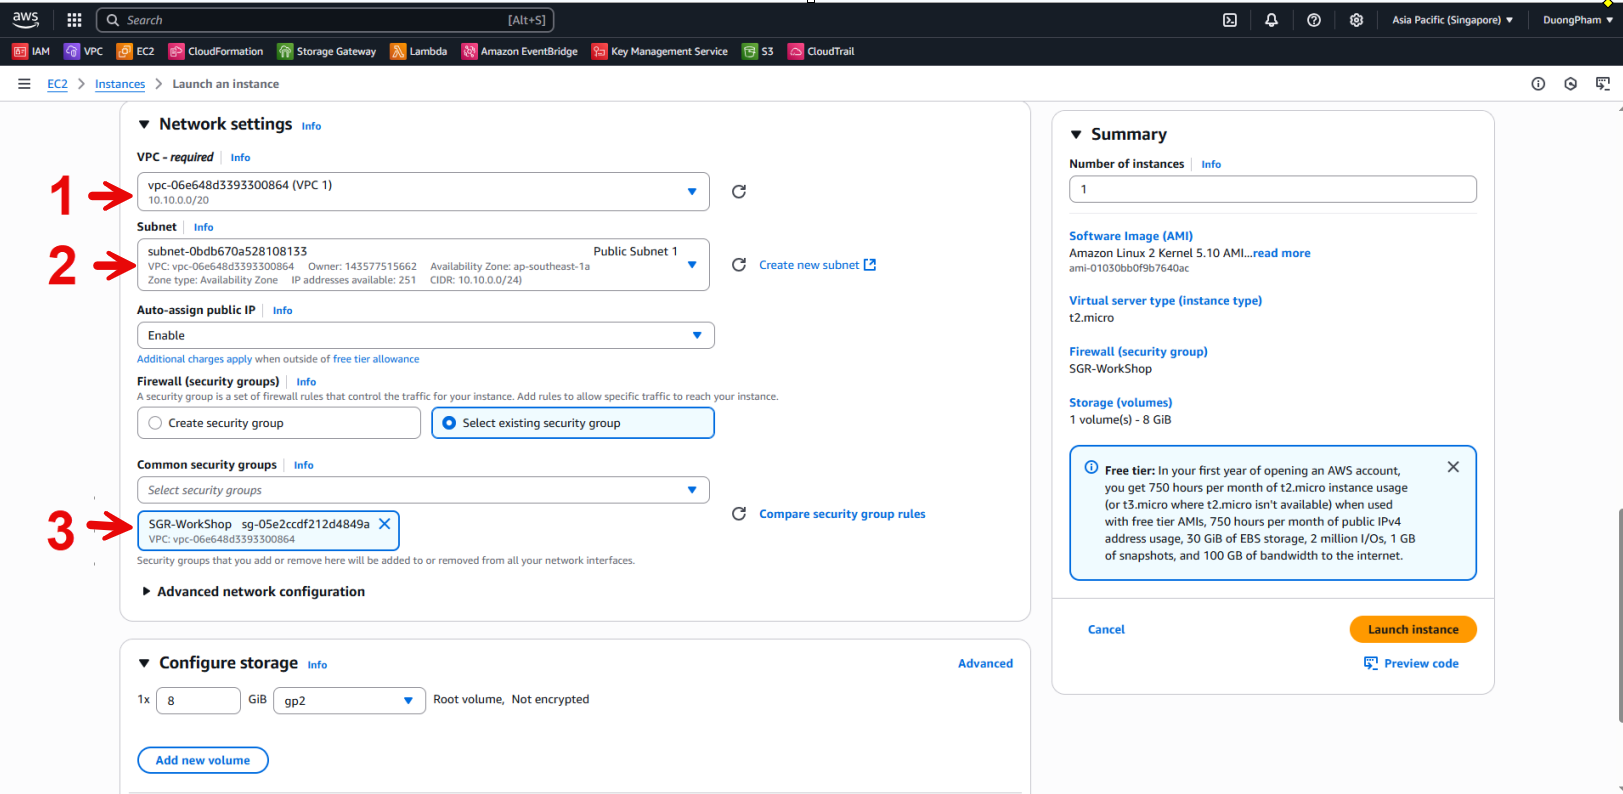 aws
Search [Alt+S]
Asia Pacific (Singapore) DuongPham
IAM VPC EC2 CloudFormation Storage Gateway Lambda Amazon EventBridge Key Management Service S3 CloudTrail
EC2 Instances Launch an instance
Network settings Info
VPC - required Info
1
vpc-06e648d3393300864 (VPC 1)
10.10.0.0/20
Subnet Info
2
subnet-0bdb670a528108133 Public Subnet 1
VPC: vpc-06e648d3393300864 Owner: 143577515662 Availability Zone: ap-southeast-1a
Zone type: Availability Zone IP addresses available: 251 CIDR: 10.10.0.0/24)
Create new subnet
Auto-assign public IP Info
Enable
Additional charges apply when outside of free tier allowance
Firewall (security groups) Info
A security group is a set of firewall rules that control the traffic for your instance. Add rules to allow specific traffic to reach your instance.
Create security group
Select existing security group
Common security groups Info
Select security groups
3
SGR-WorkShop sg-05e2ccdf212d4849a
VPC: vpc-06e648d3393300864
Compare security group rules
Security groups that you add or remove here will be added to or removed from all your network interfaces.
Advanced network configuration
Configure storage Info
Advanced
1x 8 GiB gp2 Root volume, Not encrypted
Add new volume
Summary
Number of instances Info
1
Software Image (AMI)
Amazon Linux 2 Kernel 5.10 AMI...read more
ami-01030bb0f9b7640ac
Virtual server type (instance type)
t2.micro
Firewall (security group)
SGR-WorkShop
Storage (volumes)
1 volume(s) - 8 GiB
Free tier: In your first year of opening an AWS account,
you get 750 hours per month of t2.micro instance usage
(or t3.micro where t2.micro isn't available) when used
with free tier AMIs, 750 hours per month of public IPv4
address usage, 30 GiB of EBS storage, 2 million I/Os, 1 GB
of snapshots, and 100 GB of bandwidth to the internet.
Cancel
Launch instance
Preview code